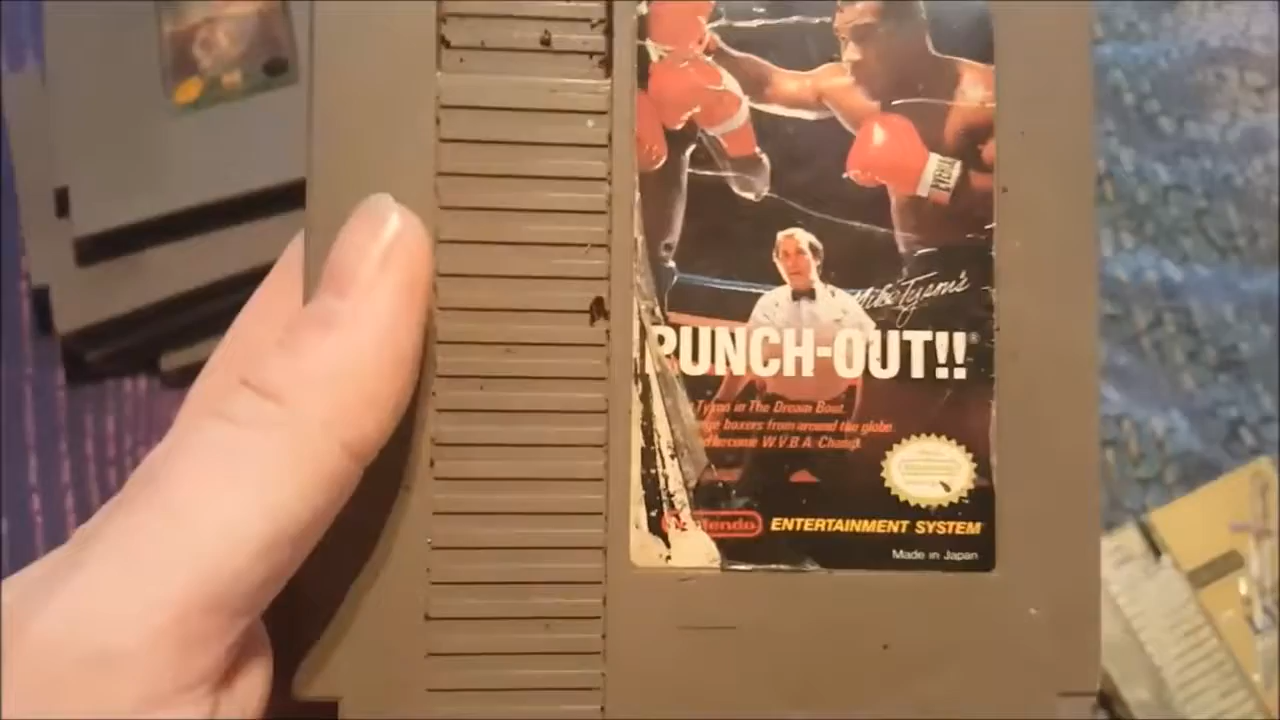 Mike Tyson's
PUNCH-OUT!!®
Tyson in The Dream Bout.
boxers from around the globe
become W.V.B.A. Champ.
Nintendo ENTERTAINMENT SYSTEM
Made in Japan